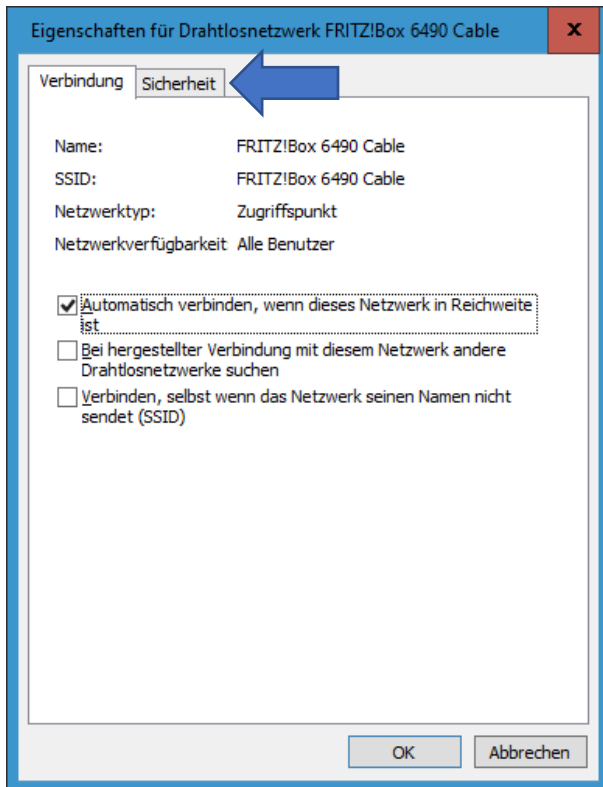 Eigenschaften für Drahtlosnetzwerk FRITZ!Box 6490 Cable
x
Verbindung Sicherheit
Name: FRITZ!Box 6490 Cable
SSID: FRITZ!Box 6490 Cable
Netzwerktyp: Zugriffspunkt
Netzwerkverfügbarkeit Alle Benutzer
Automatisch verbinden, wenn dieses Netzwerk in Reichweite
ist
Bei hergestellter Verbindung mit diesem Netzwerk andere
Drahtlosnetzwerke suchen
Verbinden, selbst wenn das Netzwerk seinen Namen nicht
sendet (SSID)
OK Abbrechen